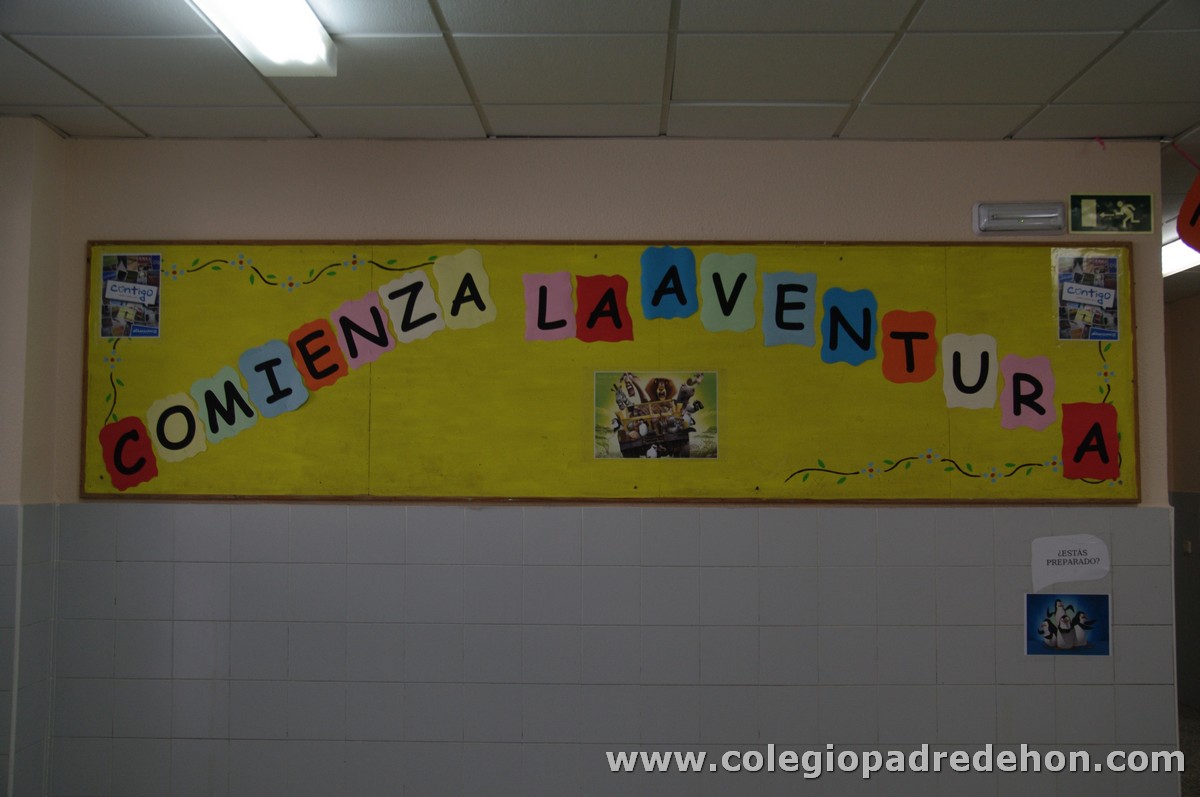 COMIENZA LA AVENTURA
contigo
contigo
¿ESTÁS
PREPARADO?
www.colegiopadredehon.com